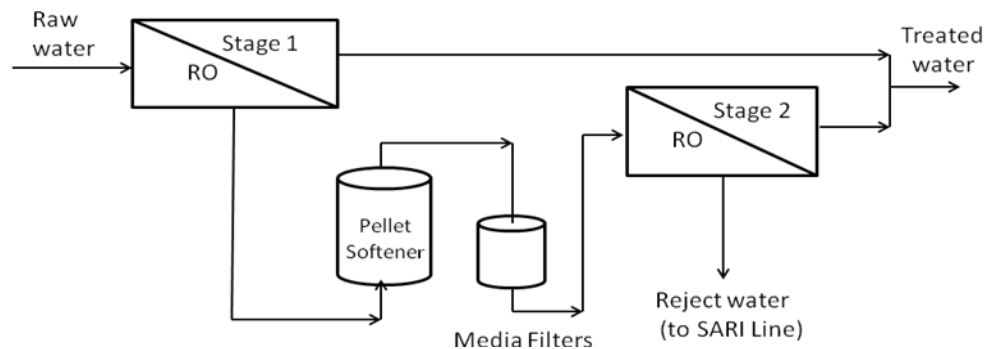 Raw
water
Stage 1
RO
Treated
water
Stage 2
RO
Pellet
Softener
Reject water
(to SARI Line)
Media Filters